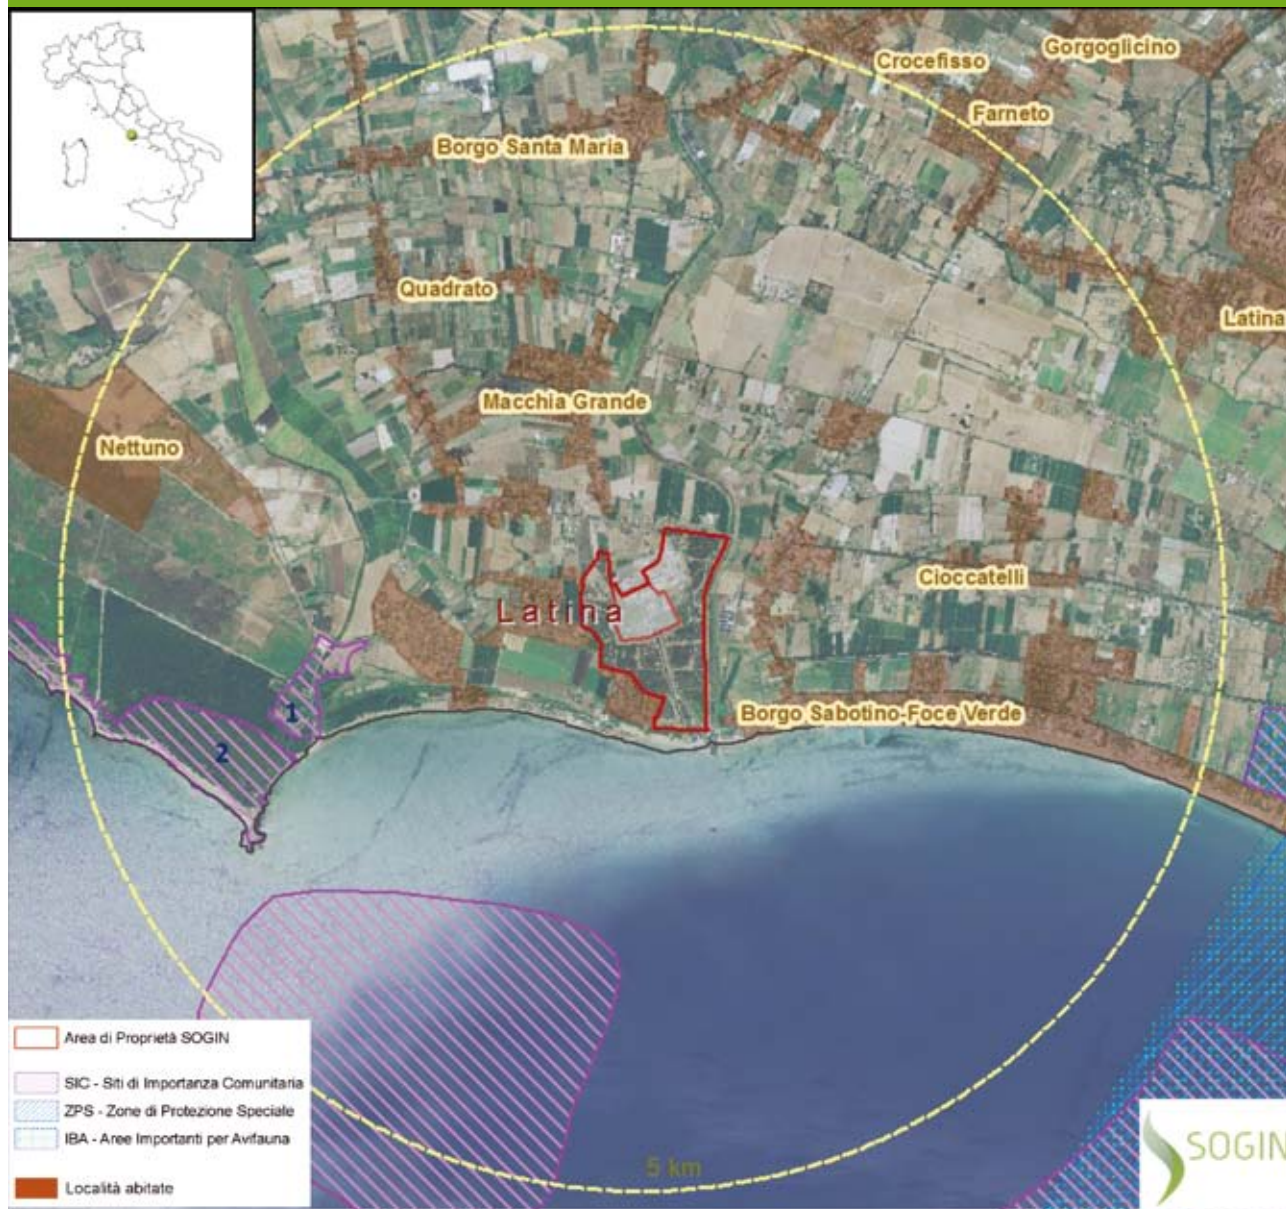 Gorgoglicino
Crocefisso
Farneto
Borgo Santa Maria
Quadrato
Latina
Macchia Grande
Nettuno
Cioccatelli
Latina
1
Borgo Sabotino-Foce Verde
2
Area di Proprietà SOGIN
SIC - Siti di Importanza Comunitaria
ZPS - Zone di Protezione Speciale
IBA - Aree Importanti per Avifauna
Località abitate
5 km
SOGIN